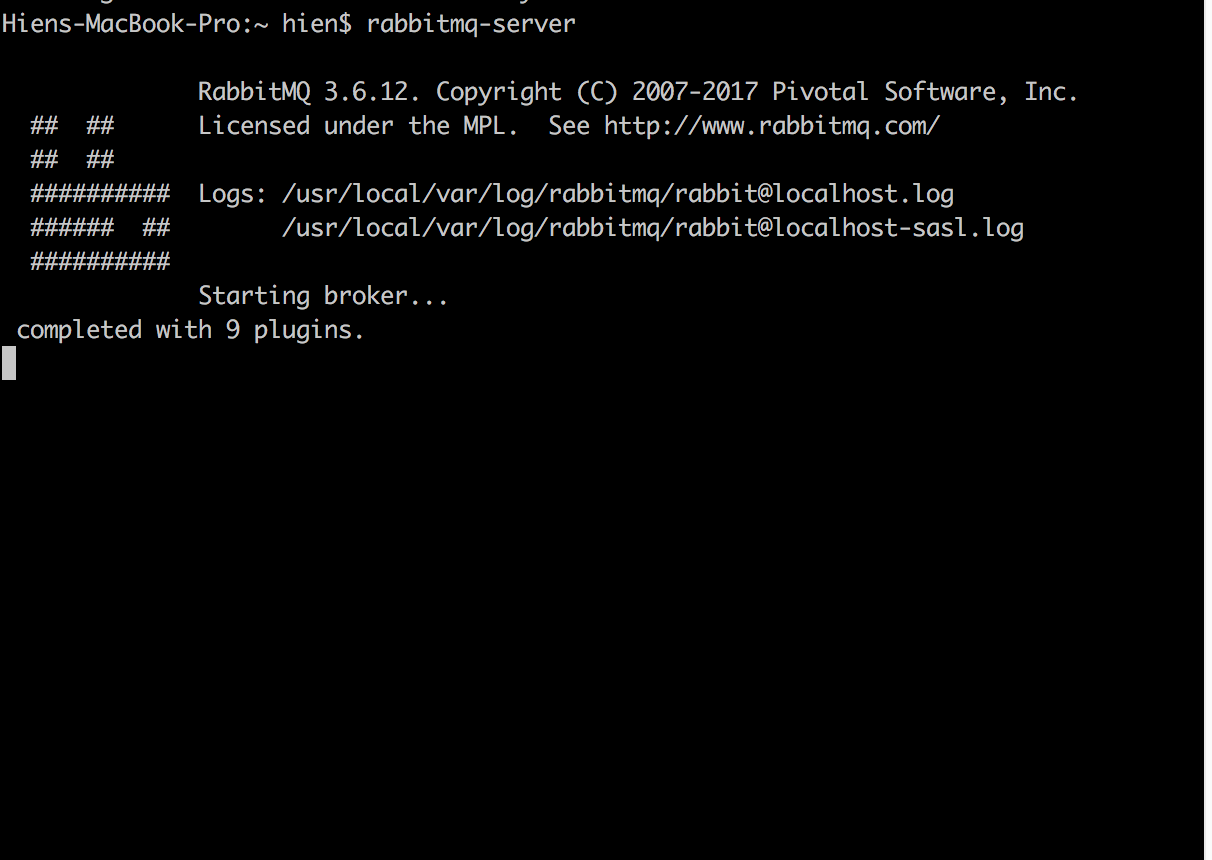 Hiens-MacBook-Pro:~ hien$ rabbitmq-server
RabbitMQ 3.6.12. Copyright (C) 2007-2017 Pivotal Software, Inc.
## ## Licensed under the MPL. See http://www.rabbitmq.com/
## ##
########## Logs: /usr/local/var/log/rabbitmq/rabbit@localhost.log
###### ## /usr/local/var/log/rabbitmq/rabbit@localhost-sasl.log
##########
Starting broker...
completed with 9 plugins.